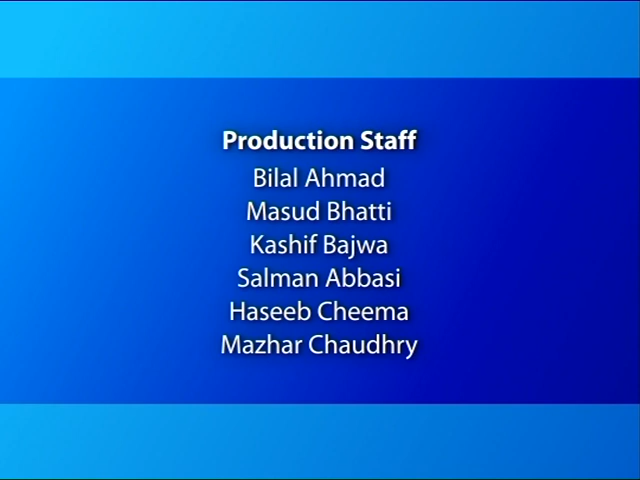 Production Staff
Bilal Ahmad
Masud Bhatti
Kashif Bajwa
Salman Abbasi
Haseeb Cheema
Mazhar Chaudhry